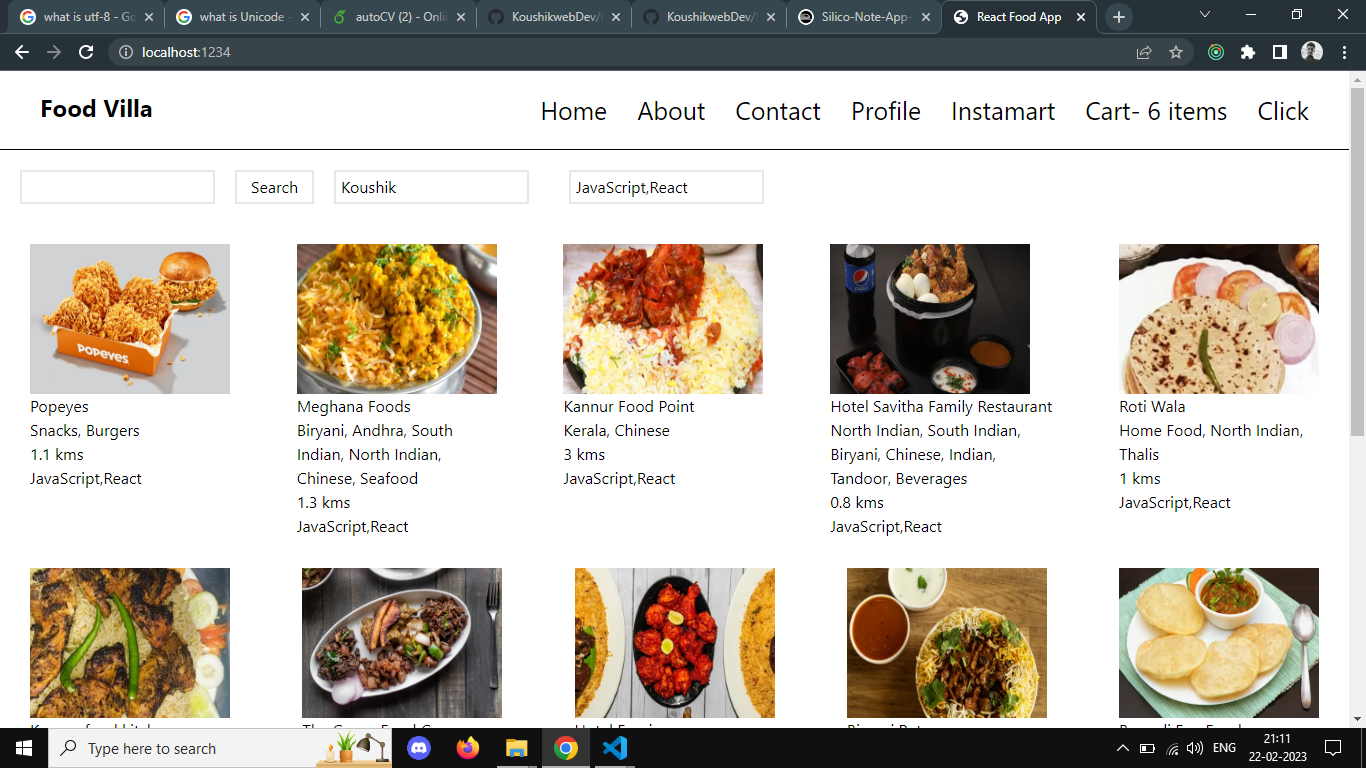 what is utf-8 - Go
what is Unicode -
autoCV (2) - Onli
KoushikwebDev/
KoushikwebDev/
Silico-Note-App-
React Food App
localhost:1234
Food Villa
Home About Contact Profile Instamart Cart- 6 items Click
Search
Koushik
JavaScript,React
pepsi
POPEYES
Popeyes
Snacks, Burgers
1.1 kms
JavaScript,React
Meghana Foods
Biryani, Andhra, South
Indian, North Indian,
Chinese, Seafood
1.3 kms
JavaScript,React
Kannur Food Point
Kerala, Chinese
3 kms
JavaScript,React
Hotel Savitha Family Restaurant
North Indian, South Indian,
Biryani, Chinese, Indian,
Tandoor, Beverages
0.8 kms
JavaScript,React
Roti Wala
Home Food, North Indian,
Thalis
1 kms
JavaScript,React
Type here to search
ENG
21:11
22-02-2023